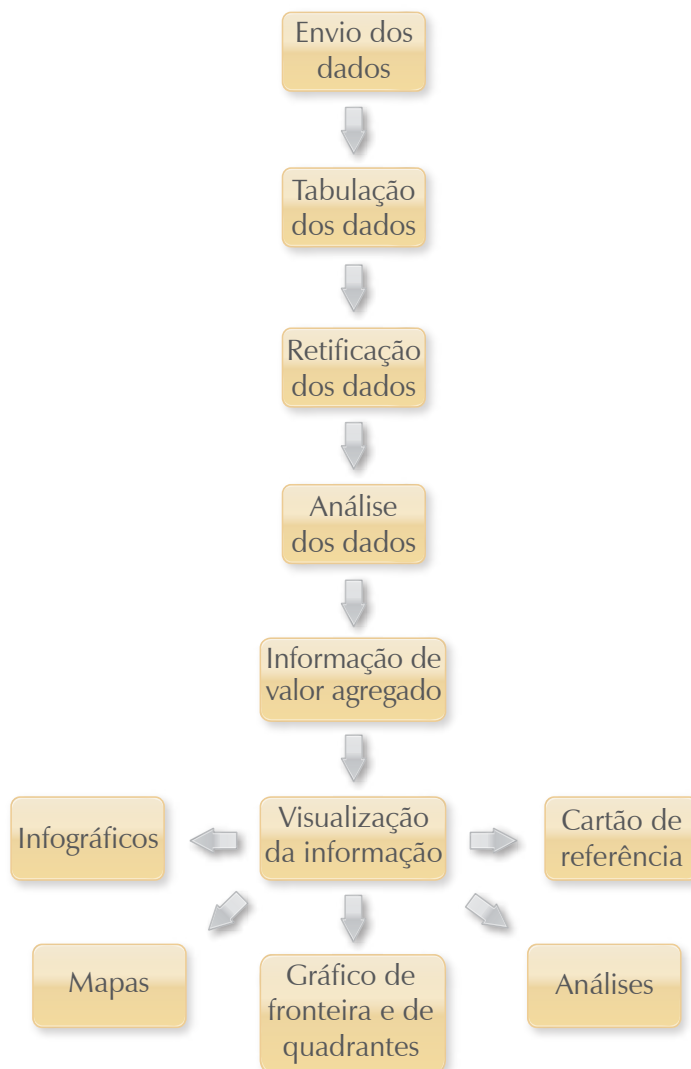 Envio dos
dados
Tabulação
dos dados
Retificação
dos dados
Análise
dos dados
Informação de
valor agregado
Infográficos
Visualização
da informação
Cartão de
referência
Mapas
Gráfico de
fronteira e de
quadrantes
Análises